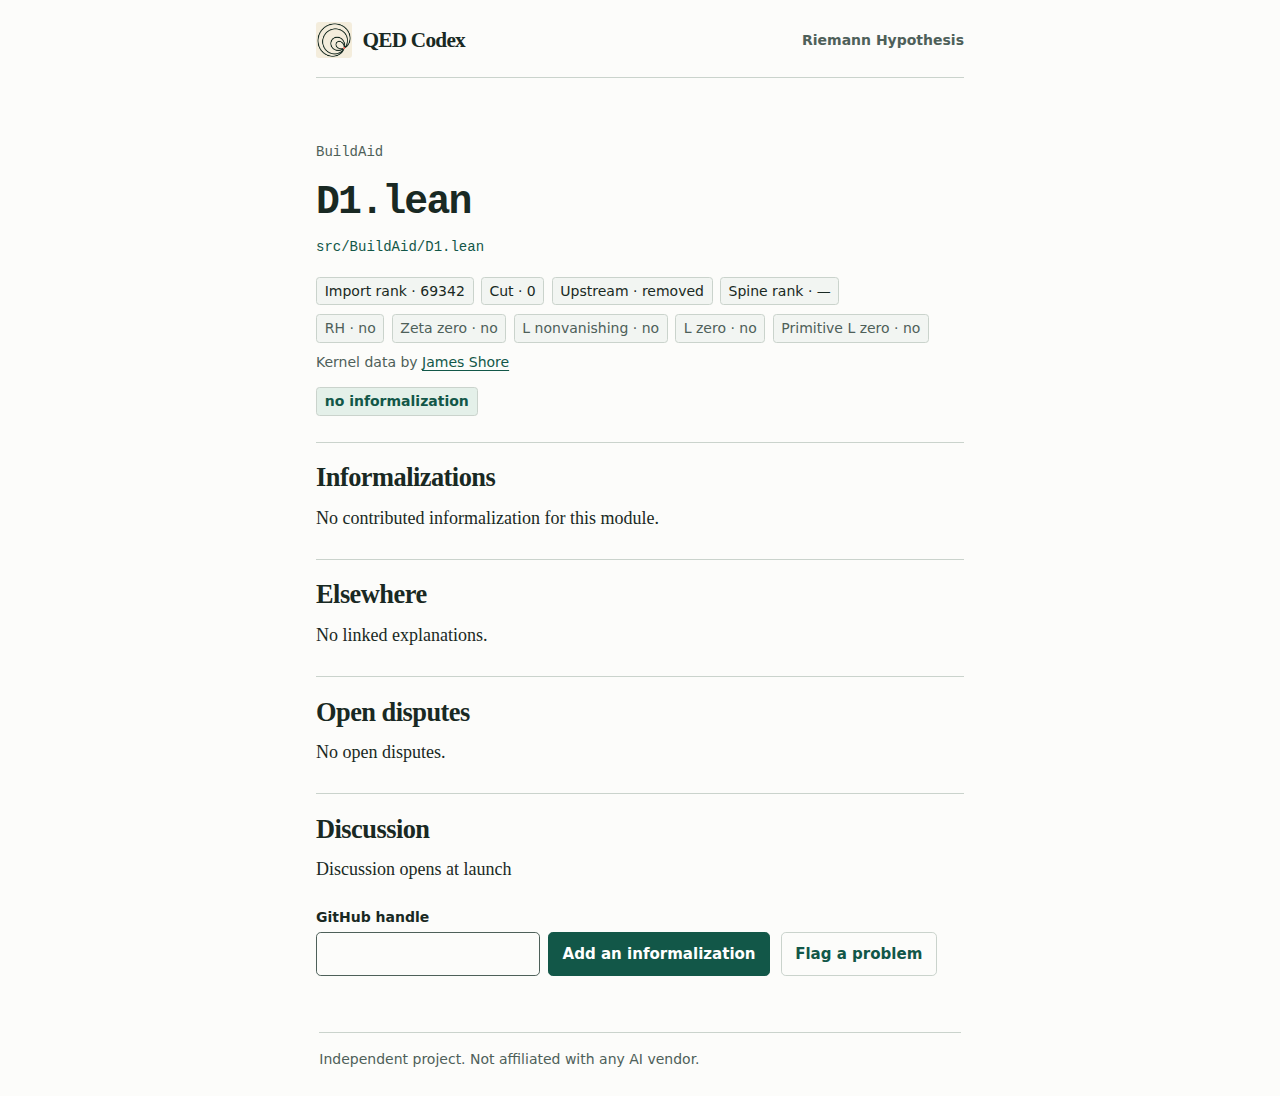 QED Codex
Riemann Hypothesis
BuildAid
D1.lean
src/BuildAid/D1.lean
Import rank · 69342
Cut · 0
Upstream · removed
Spine rank · —
RH · no
Zeta zero · no
L nonvanishing · no
L zero · no
Primitive L zero · no
Kernel data by James Shore
no informalization
Informalizations
No contributed informalization for this module.
Elsewhere
No linked explanations.
Open disputes
No open disputes.
Discussion
Discussion opens at launch
GitHub handle
Add an informalization
Flag a problem
Independent project. Not affiliated with any AI vendor.